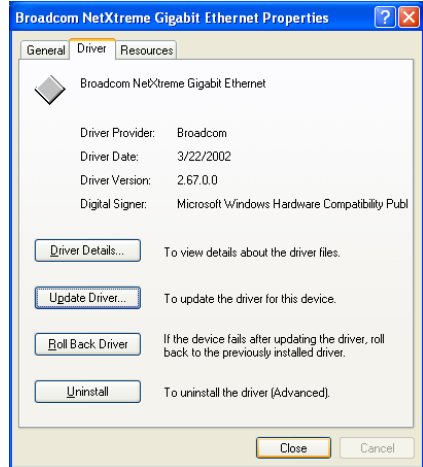 Broadcom NetXtreme Gigabit Ethernet Properties
General Driver Resources
Broadcom NetXtreme Gigabit Ethernet
Driver Provider: Broadcom
Driver Date: 3/22/2002
Driver Version: 2.67.0.0
Digital Signer: Microsoft Windows Hardware Compatibility Publ
Driver Details... To view details about the driver files.
Update Driver... To update the driver for this device.
Roll Back Driver If the device fails after updating the driver, roll
back to the previously installed driver.
Uninstall To uninstall the driver (Advanced).
Close Cancel